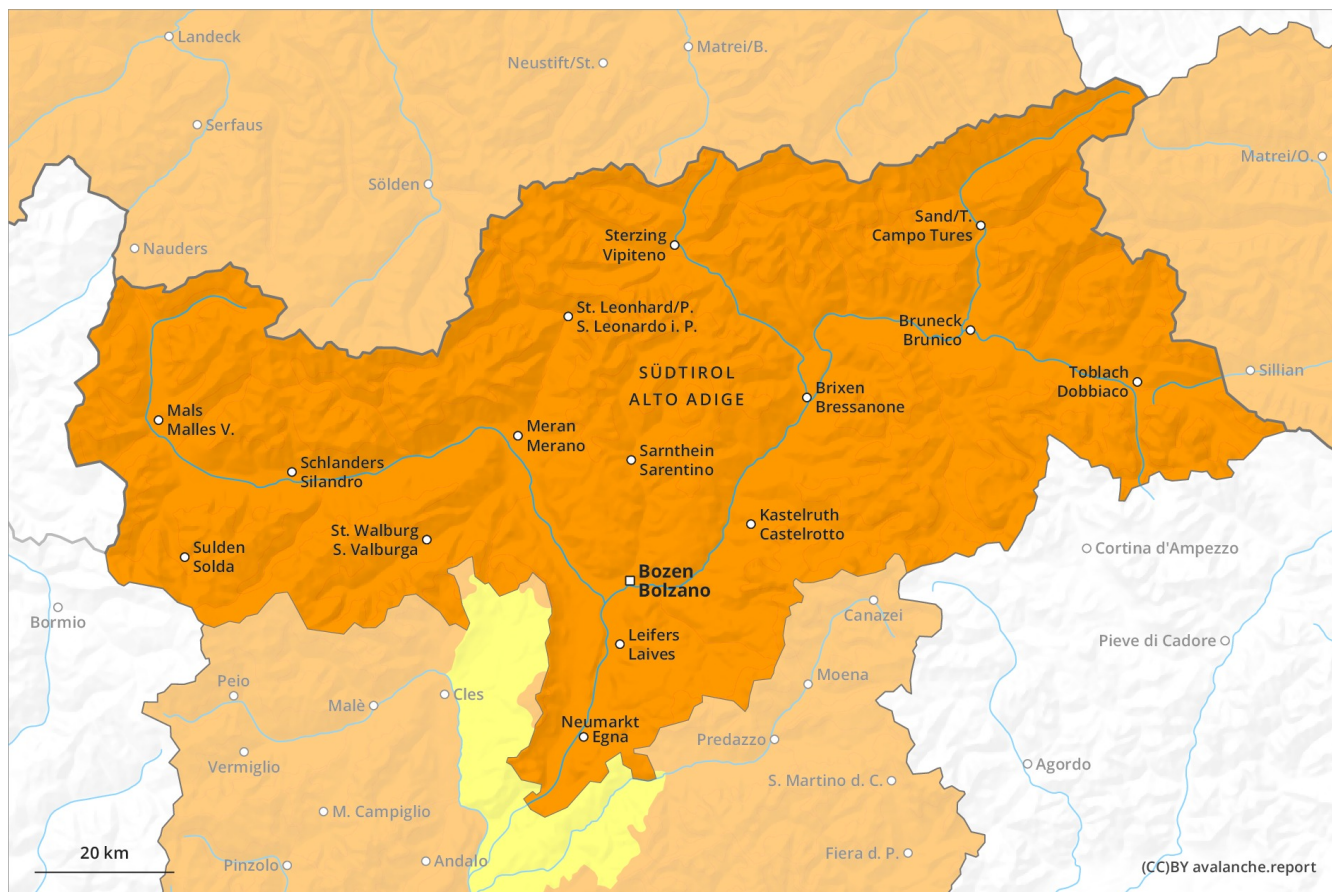 Landeck
Matrei/B.
Neustift/St.
Serfaus
Matrei/O.
Sölden
Sand/T.
Campo Tures
Sterzing
Vipiteno
Nauders
St. Leonhard/P.
S. Leonardo i. P.
Bruneck
Brunico
SÜDTIROL
ALTO ADIGE
Toblach
Dobbiaco
Sillian
Brixen
Bressanone
Mals
Malles V.
Meran
Merano
Sarnthein
Sarentino
Schlanders
Silandro
Kastelruth
Castelrotto
St. Walburg
S. Valburga
Sulden
Solda
Cortina d'Ampezzo
Bozen
Bolzano
Bormio
Canazei
Leifers
Laives
Pieve di Cadore
Peio
Moena
Cles
Malè
Neumarkt
Egna
Predazzo
Vermiglio
Agordo
S. Martino d. C.
M. Campiglio
20 km
Andalo
Pinzolo
Fiera d. P.
(CC)BY avalanche.report